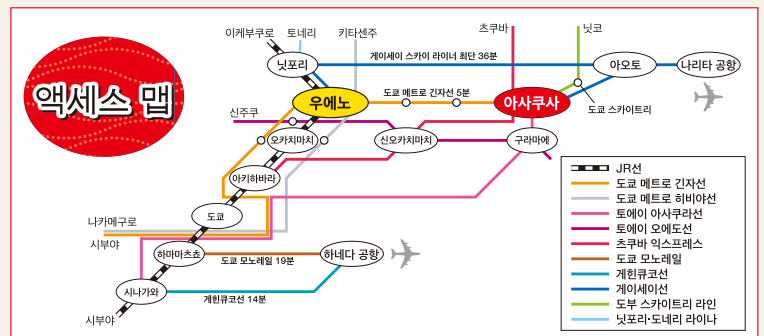 액세스 맵
이케부쿠로
토네리
키타센주
츠쿠바
닛코
닛포리
게이세이 스카이 라이너 최단 36분
아오토
나리타 공항
우에노
도쿄 메트로 긴자선 5분
아사쿠사
도쿄 스카이트리
신주쿠
오카치마치
신오카치마치
구라마에
아키하바라
도쿄
나카메구로
시부야
하마마츠쵸
도쿄 모노레일 19분
하네다 공항
시나가와
게힌큐코선 14분
시부야
JR선
도쿄 메트로 긴자선
도쿄 메트로 히비야선
토에이 아사쿠라선
토에이 오에도선
츠쿠바 익스프레스
도쿄 모노레일
게힌큐코선
게이세이선
도부 스카이트리 라인
닛포리·도네리 라이나